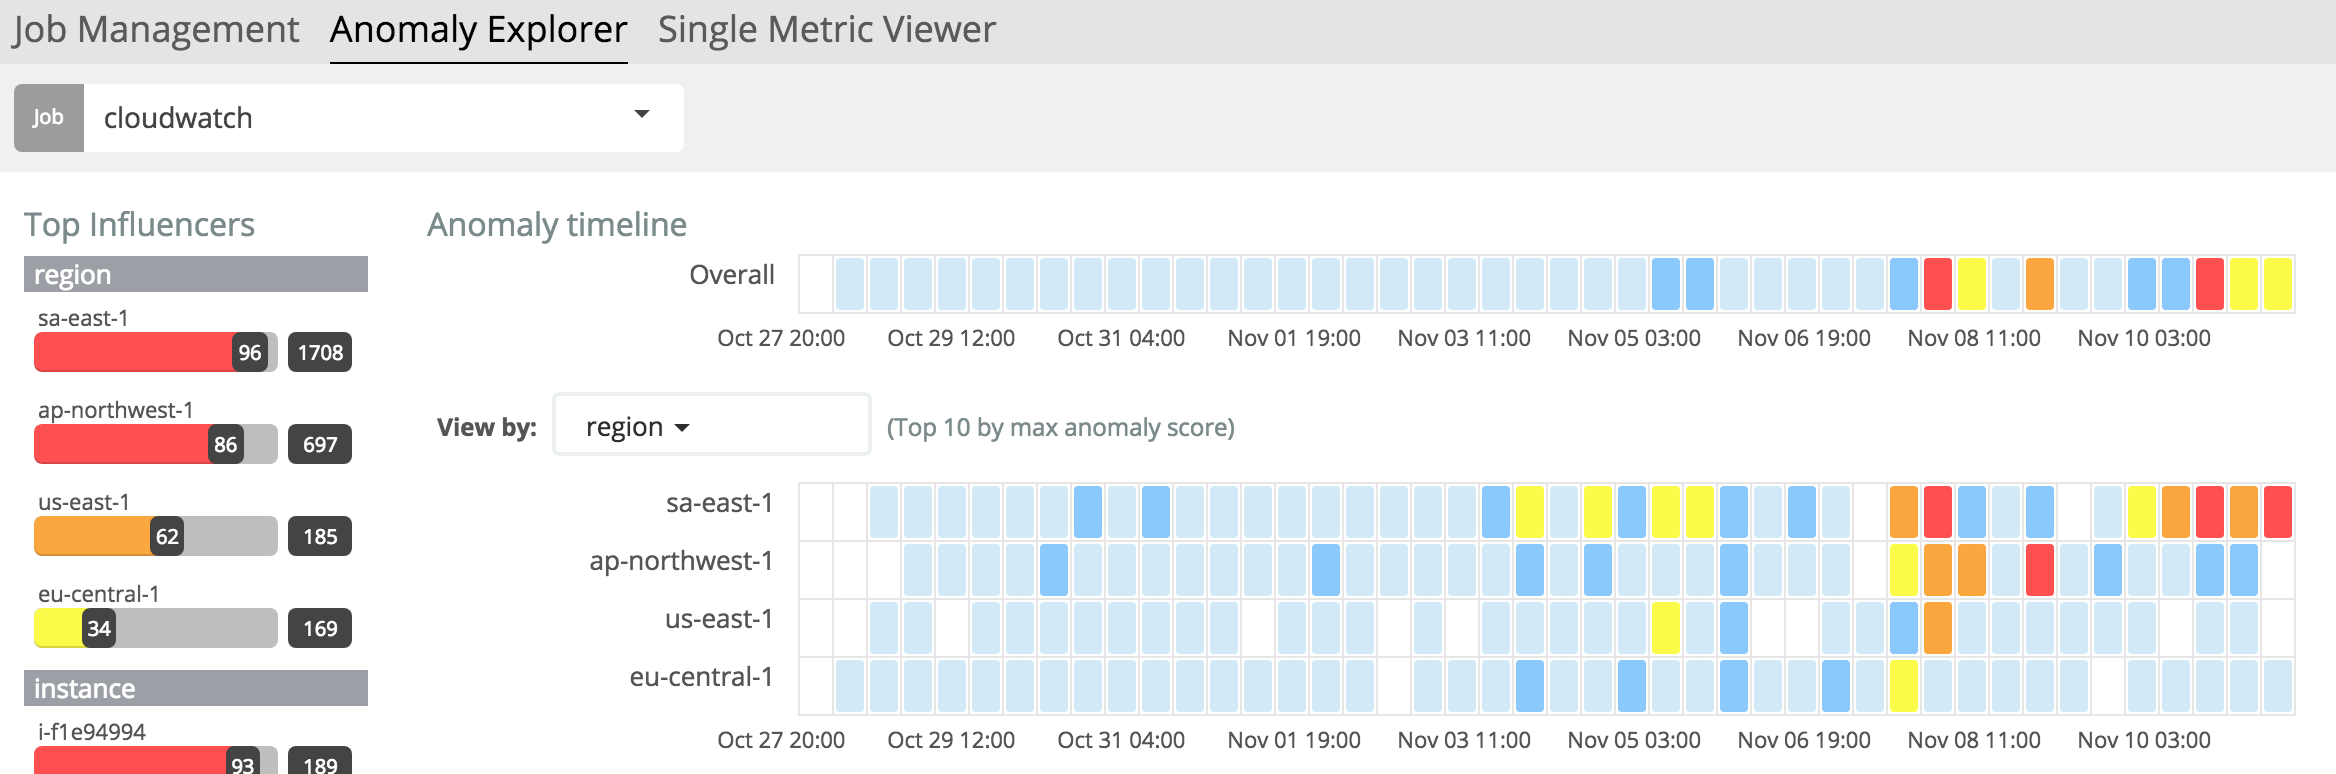 Job Management Anomaly Explorer Single Metric Viewer
Job cloudwatch
Top Influencers
region
sa-east-1
96 1708
ap-northwest-1
86 697
us-east-1
62 185
eu-central-1
34 169
instance
i-f1e94994
93 189
Anomaly timeline
Overall
Oct 27 20:00 Oct 29 12:00 Oct 31 04:00 Nov 01 19:00 Nov 03 11:00 Nov 05 03:00 Nov 06 19:00 Nov 08 11:00 Nov 10 03:00
View by: region (Top 10 by max anomaly score)
sa-east-1
ap-northwest-1
us-east-1
eu-central-1
Oct 27 20:00 Oct 29 12:00 Oct 31 04:00 Nov 01 19:00 Nov 03 11:00 Nov 05 03:00 Nov 06 19:00 Nov 08 11:00 Nov 10 03:00